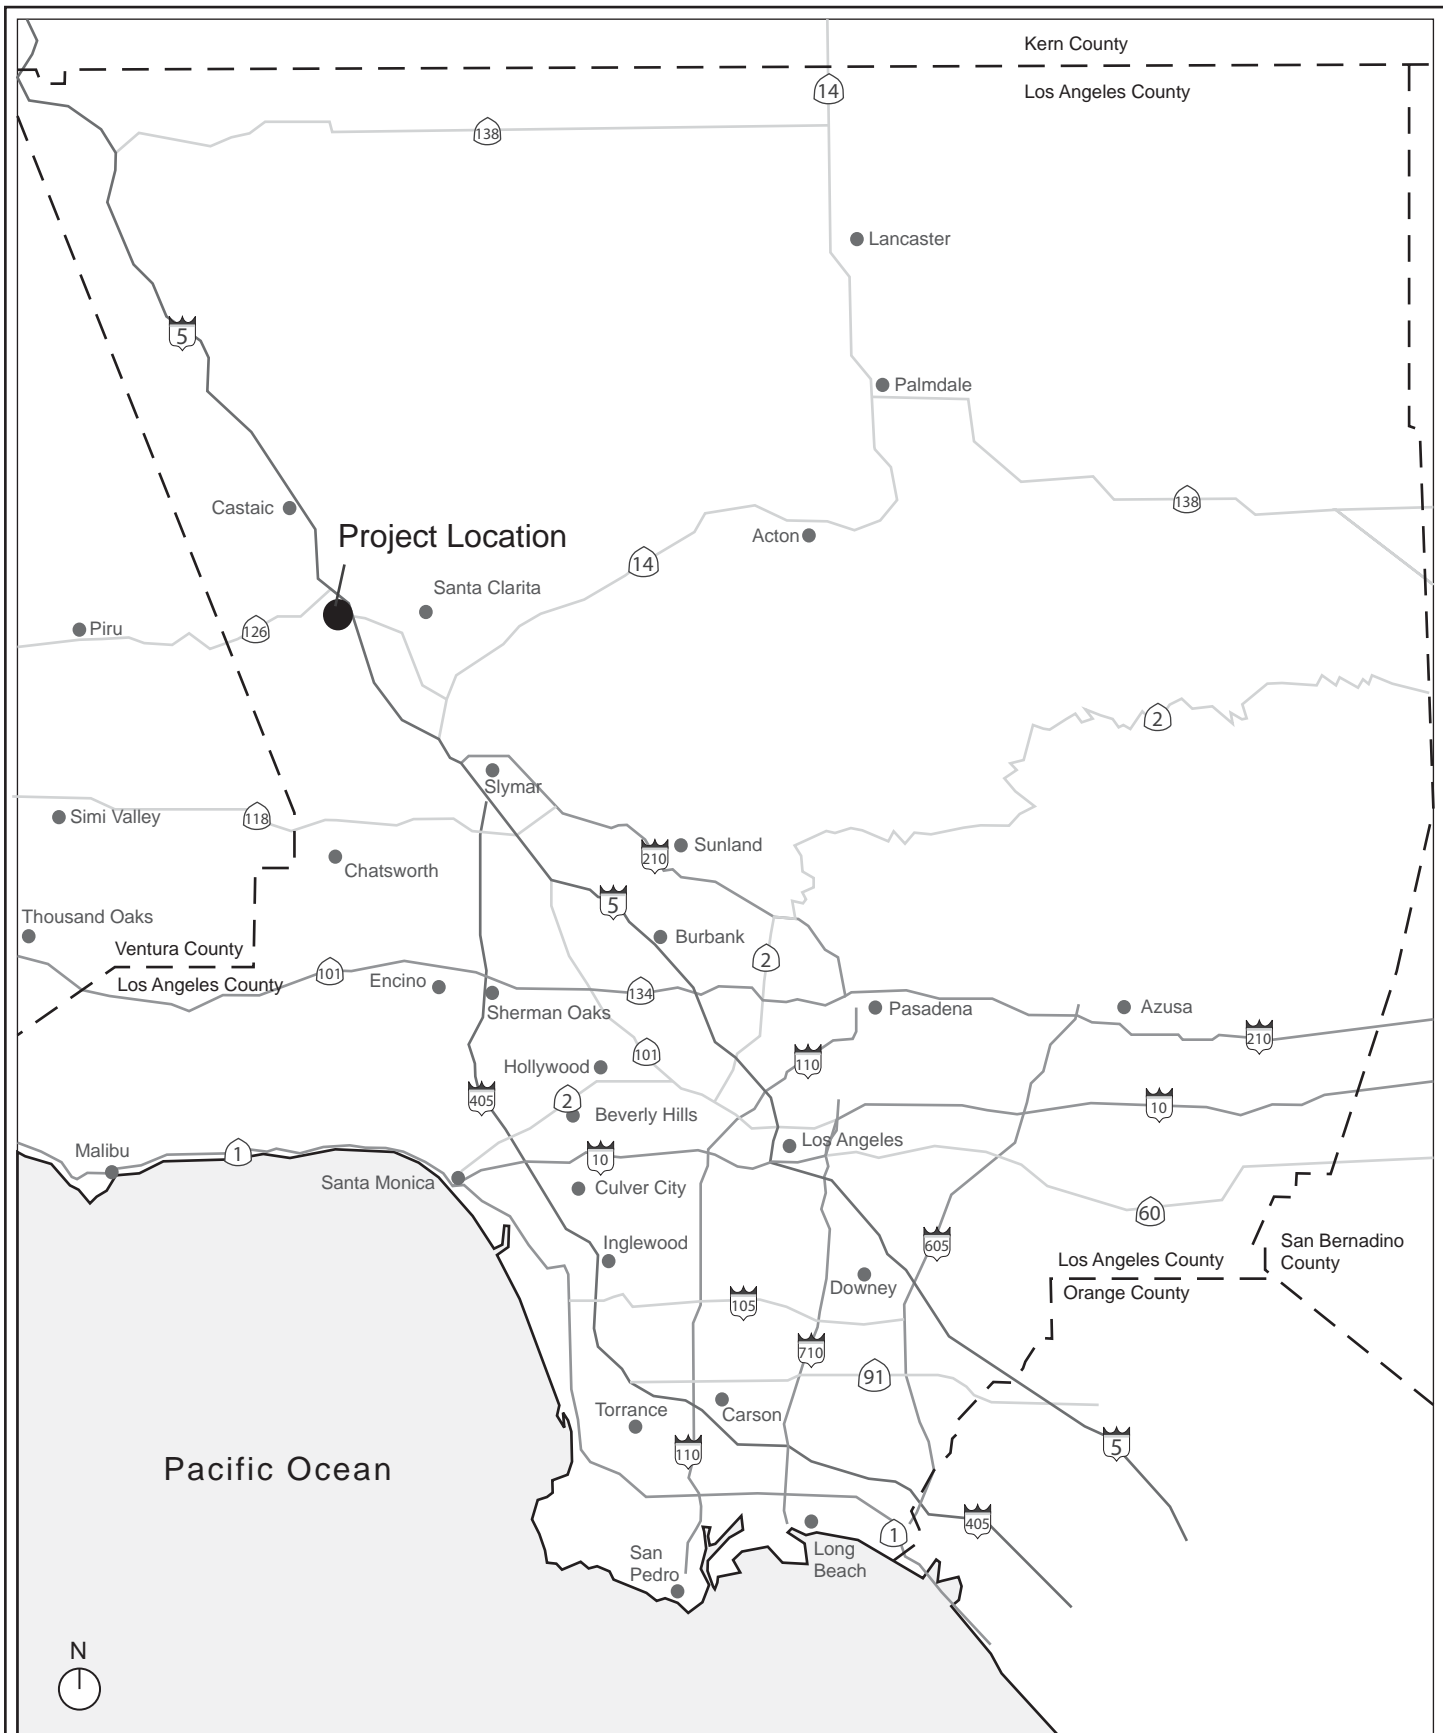 Kern County
14
Los Angeles County
138
Lancaster
5
Palmdale
138
Castaic
Project Location
Acton
14
Santa Clarita
Piru
126
2
Slymar
Simi Valley
118
Sunland
210
Chatsworth
5
Thousand Oaks
Burbank
Ventura County
2
101
Encino
Los Angeles County
134
Sherman Oaks
Pasadena
Azusa
210
101
110
Hollywood
405
2
Beverly Hills
10
Malibu
1
Los Angeles
10
Santa Monica
Culver City
60
Inglewood
605
San Bernadino
County
Los Angeles County
Downey
Orange County
105
710
91
Torrance
Carson
5
110
Pacific Ocean
405
1
San
Pedro
Long
Beach
N